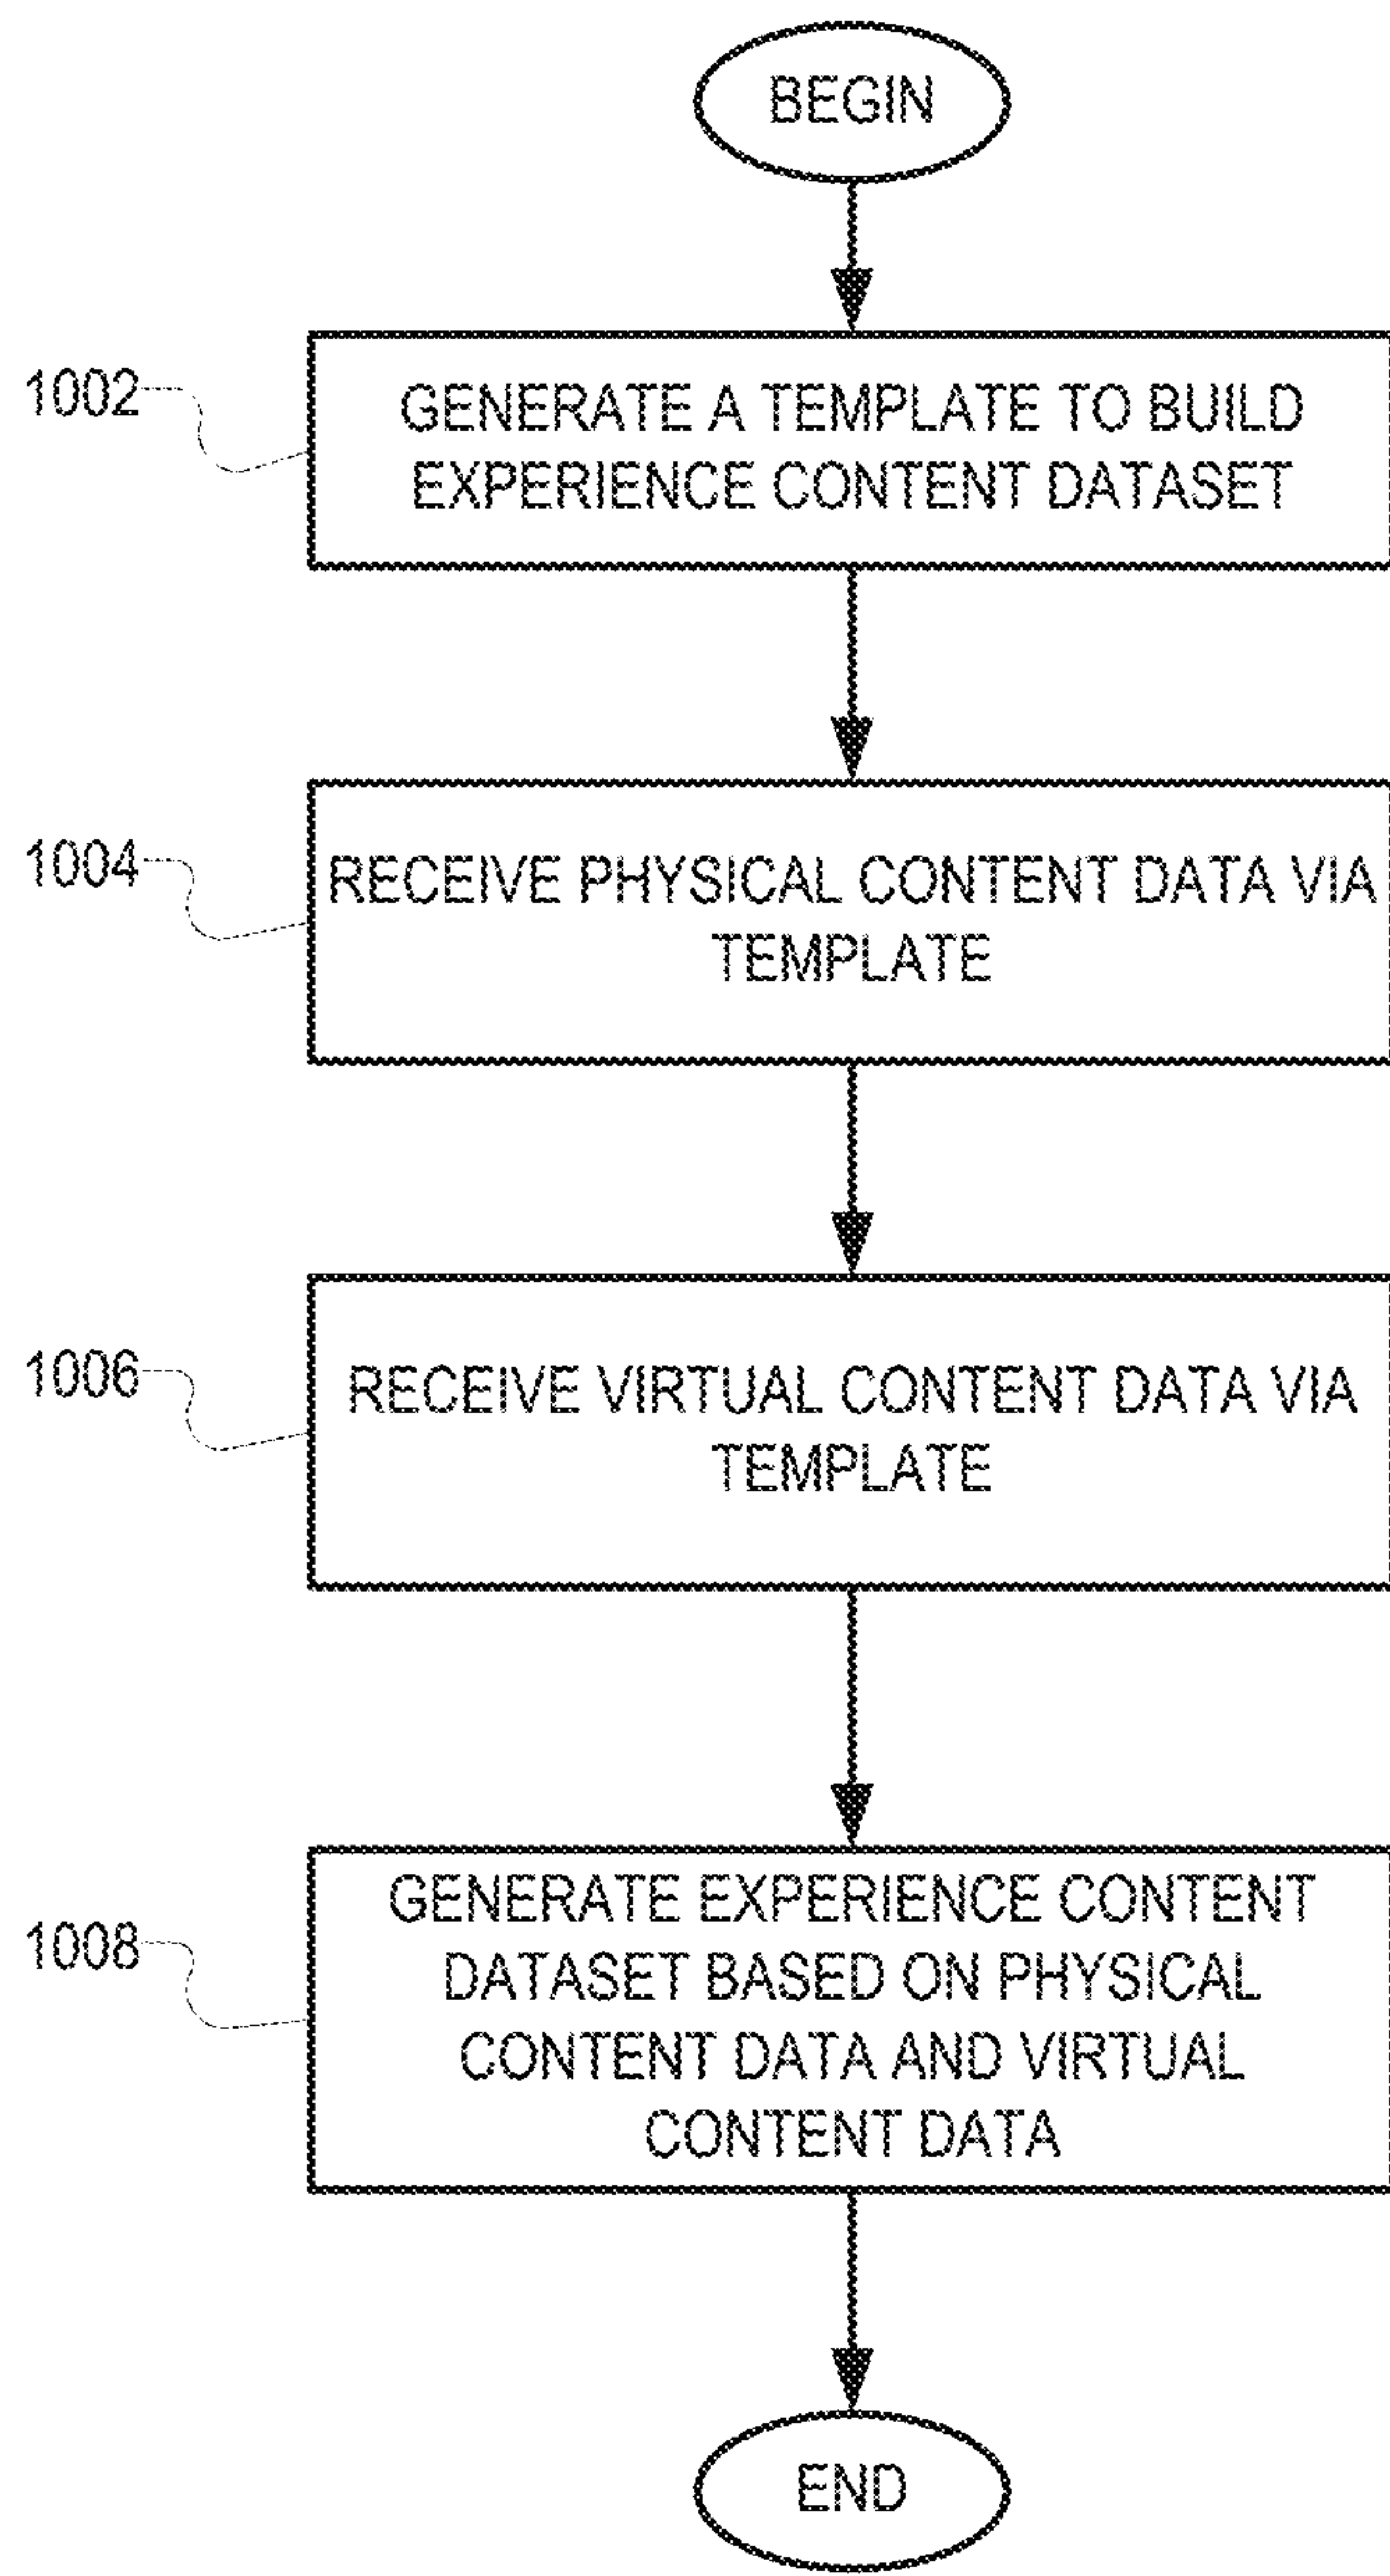 BEGIN
1002
GENERATE A TEMPLATE TO BUILD
EXPERIENCE CONTENT DATASET
1004
RECEIVE PHYSICAL CONTENT DATA VIA
TEMPLATE
1006
RECEIVE VIRTUAL CONTENT DATA VIA
TEMPLATE
1008
GENERATE EXPERIENCE CONTENT
DATASET BASED ON PHYSICAL
CONTENT DATA AND VIRTUAL
CONTENT DATA
END